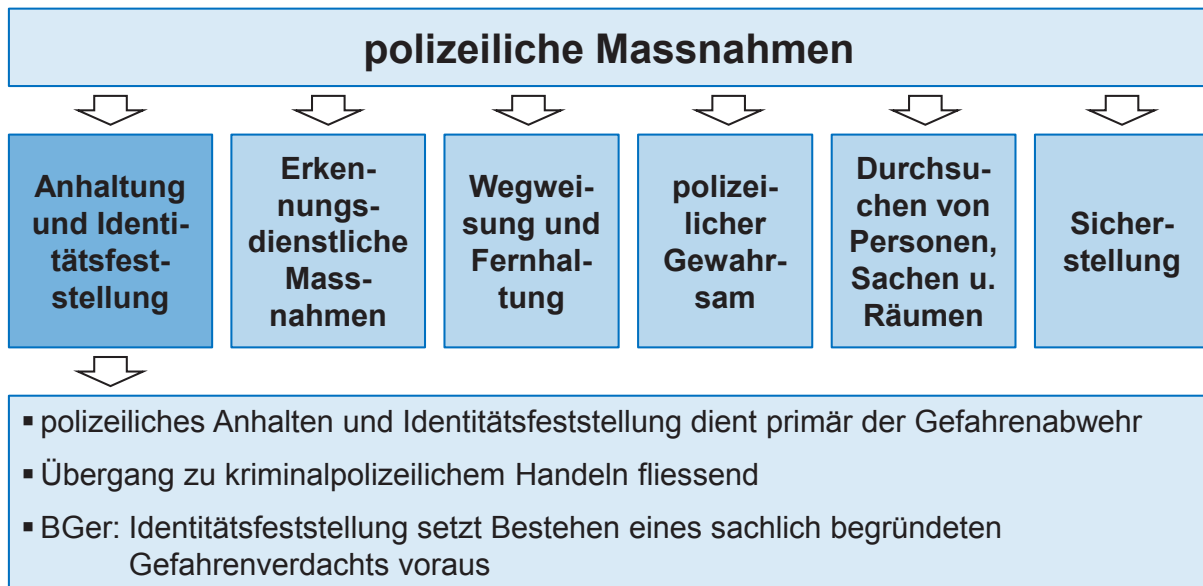 polizeiliche Massnahmen
Anhaltung
und Identi-
tätsfest-
stellung
Erken-
nungs-
dienstliche
Mass-
nahmen
Wegwei-
sung und
Fernhal-
tung
polizei-
licher
Gewahr-
sam
Durchsu-
chen von
Personen,
Sachen u.
Räumen
Sicher-
stellung
▪ polizeiliches Anhalten und Identitätsfeststellung dient primär der Gefahrenabwehr
▪ Übergang zu kriminalpolizeilichem Handeln fliessend
▪ BGer: Identitätsfeststellung setzt Bestehen eines sachlich begründeten
Gefahrenverdachts voraus